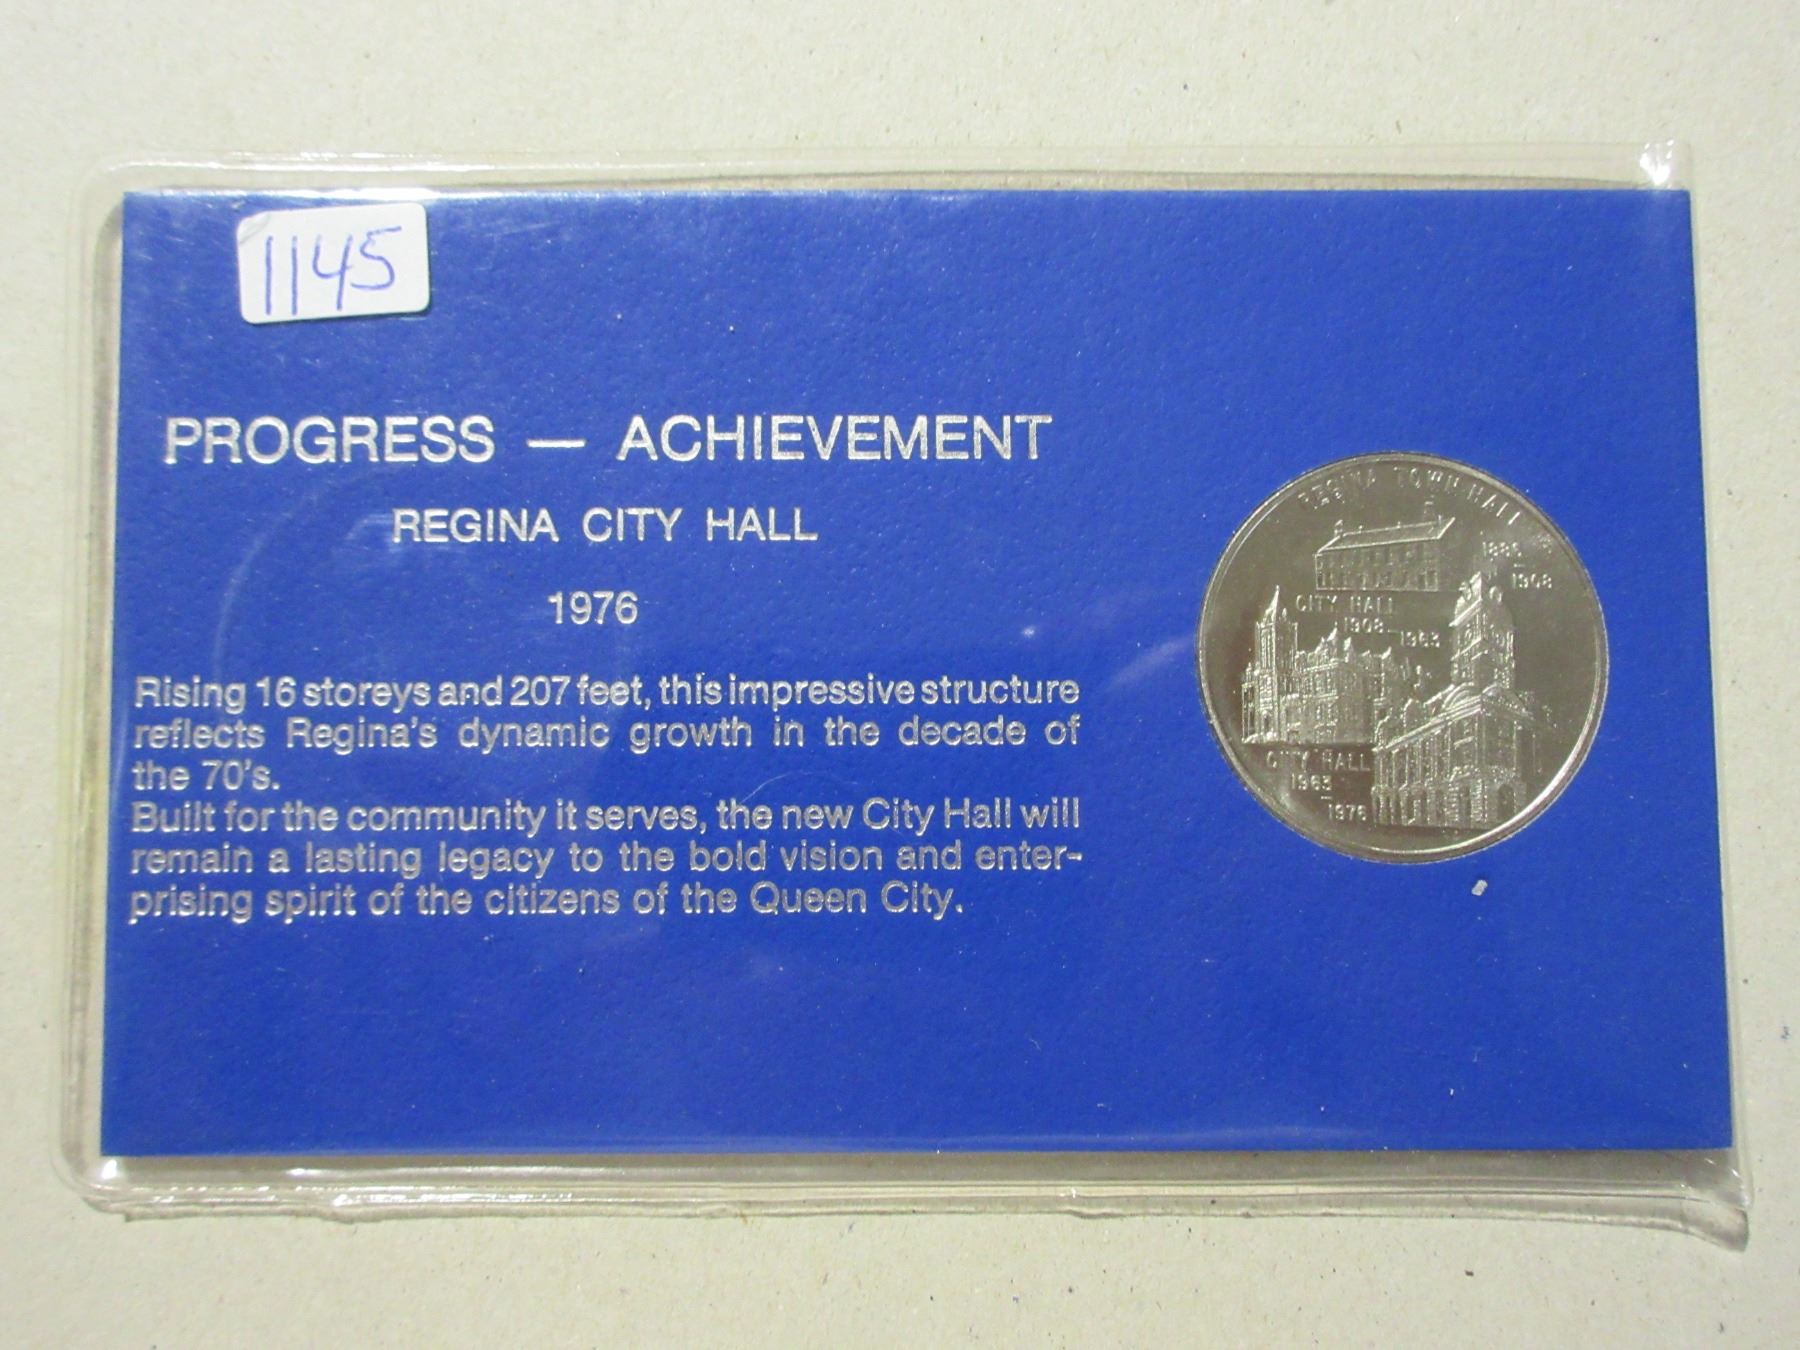 1145
PROGRESS — ACHIEVEMENT
REGINA CITY HALL
1976
Rising 16 storeys and 207 feet, this impressive structure
reflects Regina's dynamic growth in the decade of
the 70's.
Built for the community it serves, the new City Hall will
remain a lasting legacy to the bold vision and enter-
prising spirit of the citizens of the Queen City.
REGINA TOWN HALL
1908
CITY HALL
1908 - 1963
CITY HALL
1963
-
1976